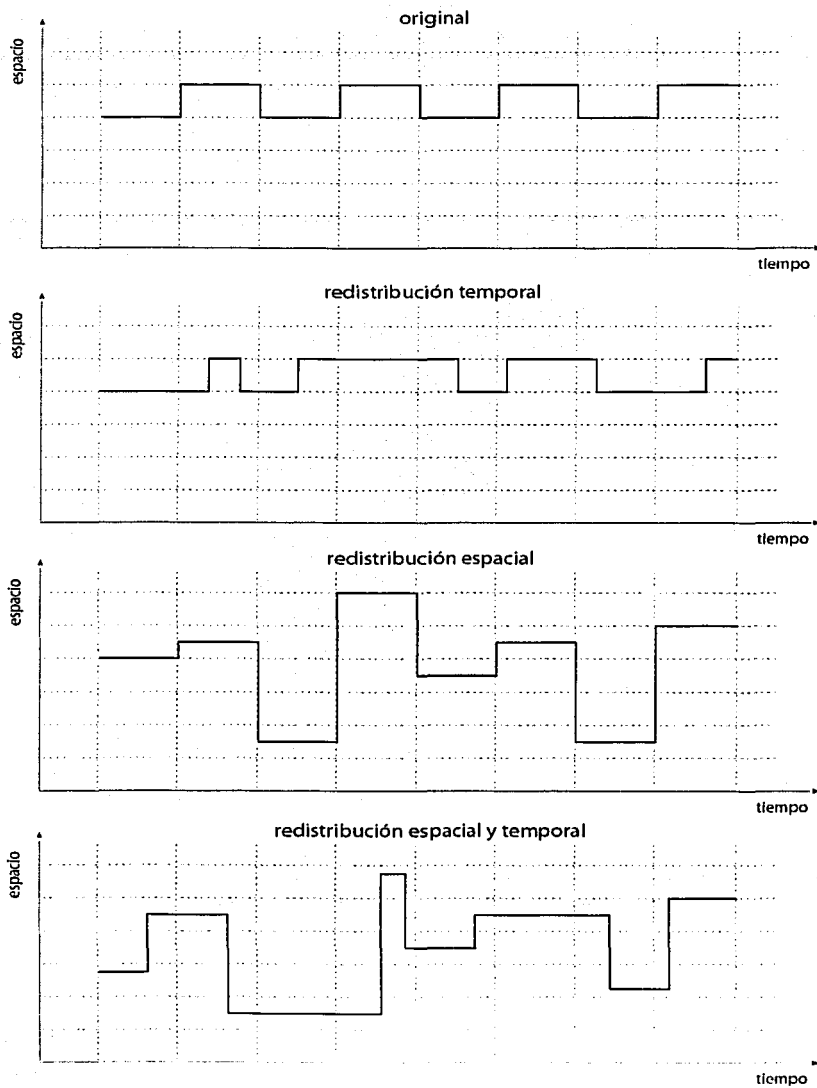 original
espacio
tiempo
redistribución temporal
espacio
tiempo
redistribución espacial
espacio
tiempo
redistribución espacial y temporal
espacio
tiempo